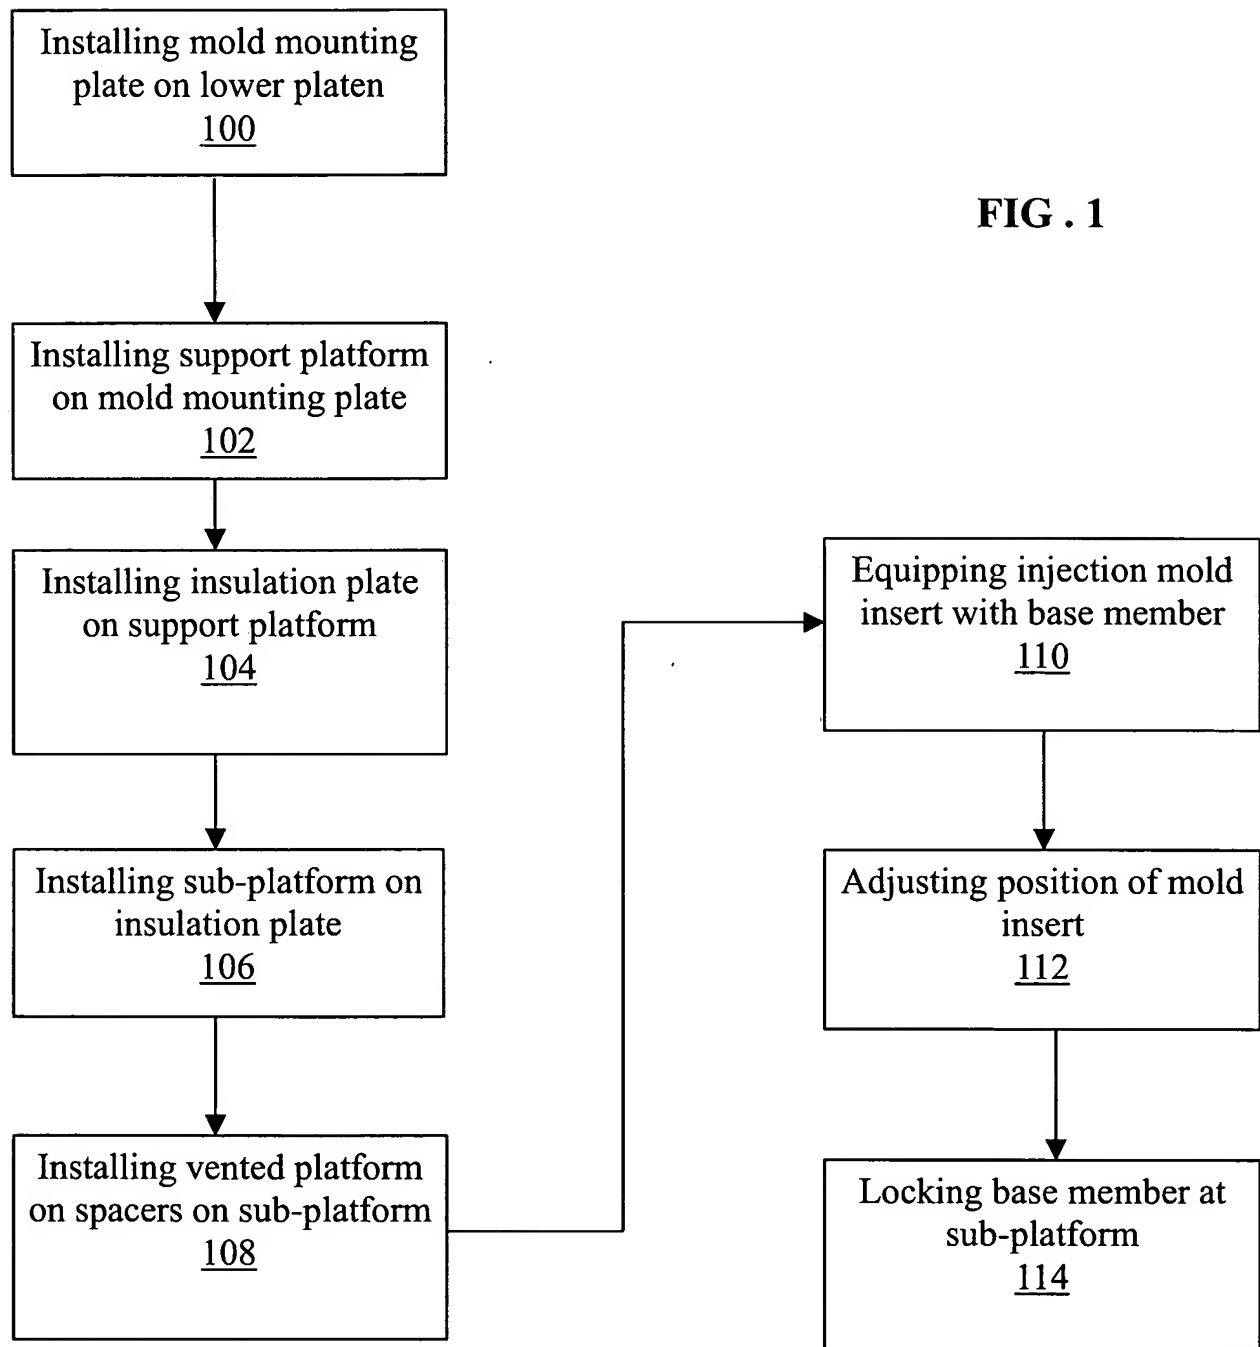 Installing mold mounting
plate on lower platen
100
FIG . 1
Installing support platform
on mold mounting plate
102
Installing insulation plate
on support platform
104
Installing sub-platform on
insulation plate
106
Installing vented platform
on spacers on sub-platform
108
Equipping injection mold
insert with base member
110
Adjusting position of mold
insert
112
Locking base member at
sub-platform
114